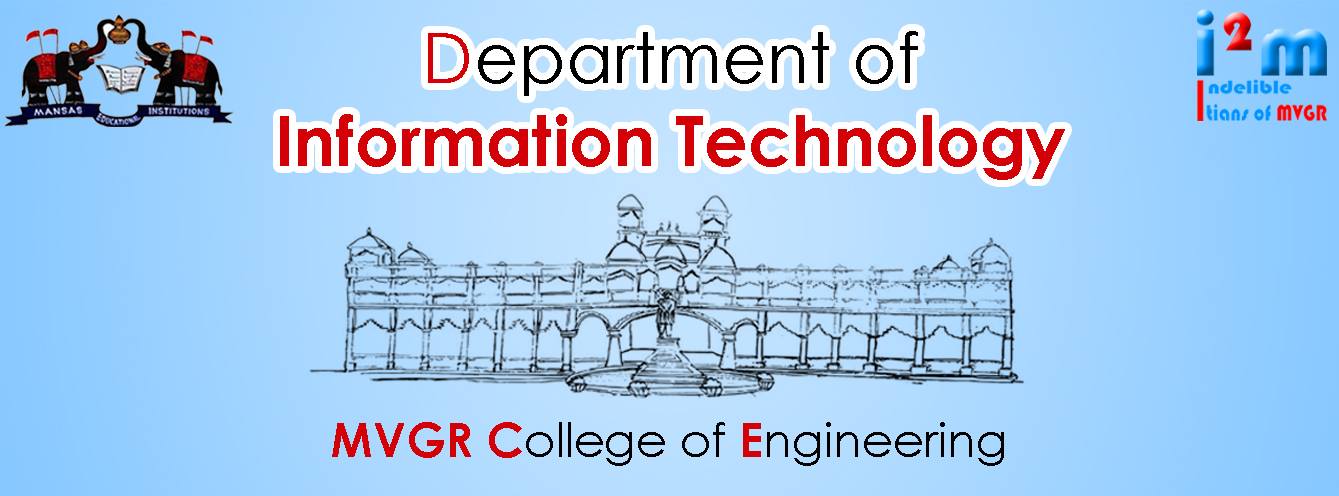 MANSAS EDUCATIONAL INSTITUTIONS
Department of
Information Technology
i2m
Indelible
Itians of MVGR
MVGR College of Engineering